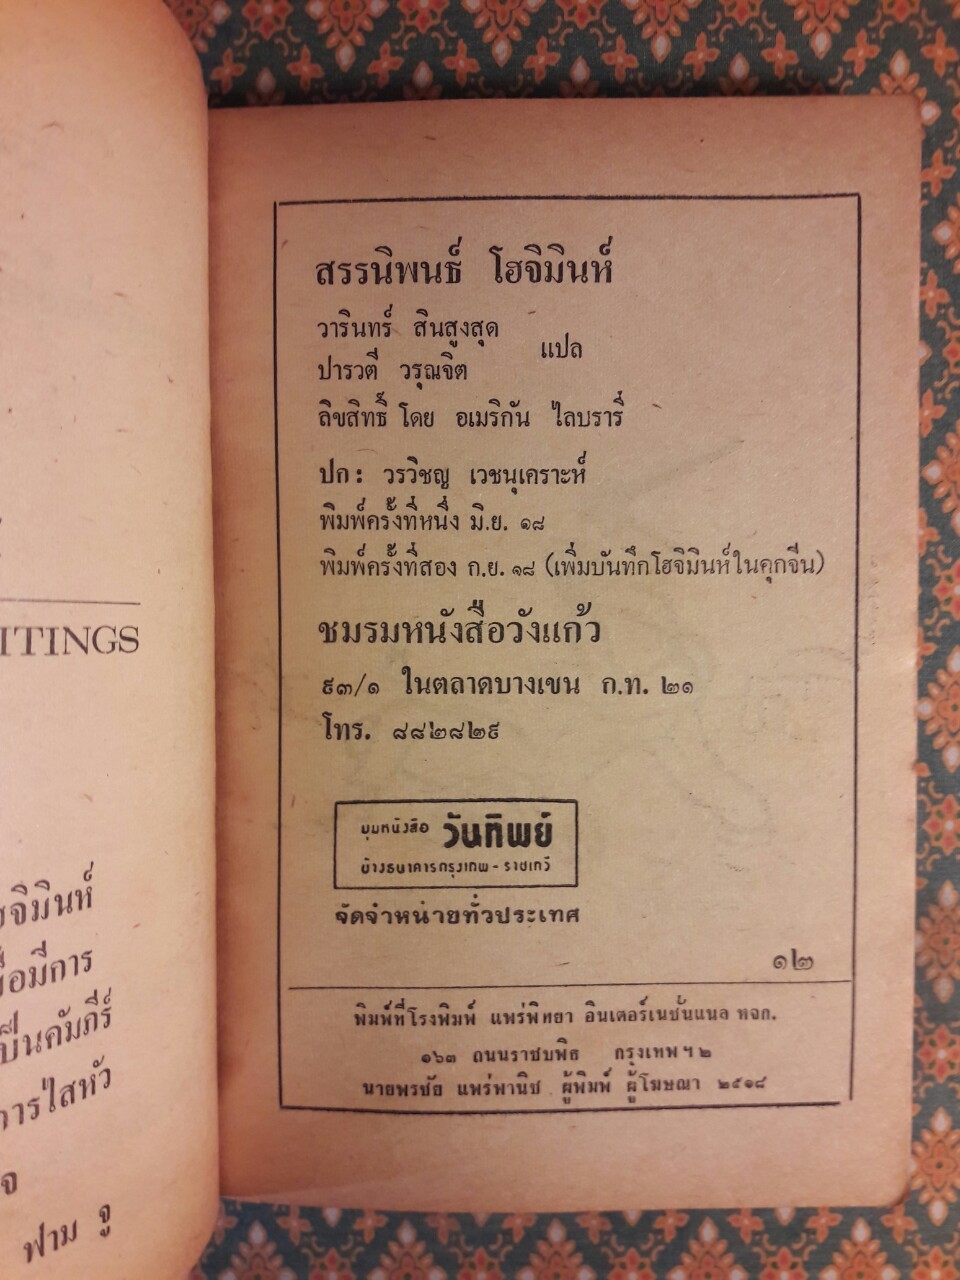 ITINGS
จิมินห์
อมีการ
ป็นคัมภีร์
การใส่หัว
จ
ฟาม จู
สรรนิพนธ์ โฮจิมินห์
วารินทร์ สินสูงสุด
ปารวตี วรุณจิต
แปล
ลิขสิทธิ์ โดย อเมริกัน ไลบรารี่
ปก: วรวิชญ เวชนุเคราะห์
พิมพ์ครั้งที่หนึ่ง มิ.ย. ๑๘
พิมพ์ครั้งที่สอง ก.ย. ๑๘ (เพิ่มบันทึกโฮจิมินห์ในคุกจีน)
ชมรมหนังสือวังแก้ว
๙๓/๑ ในตลาดบางเขน ก.ท. ๒๑
โทร. ๘๘๒๘๒๙
มุมหนังสือ วันทิพย์
ข้างธนาคารกรุงเทพ - ราชเทวี
จัดจำหน่ายทั่วประเทศ
๑๒
พิมพ์ที่โรงพิมพ์ แพร่พิทยา อินเตอร์เนชั่นแนล หจก.
๑๖๓ ถนนราชบพิธ กรุงเทพฯ ๒
นายพรชัย แพร่พานิช ผู้พิมพ์ ผู้โฆษณา ๒๕๑๘